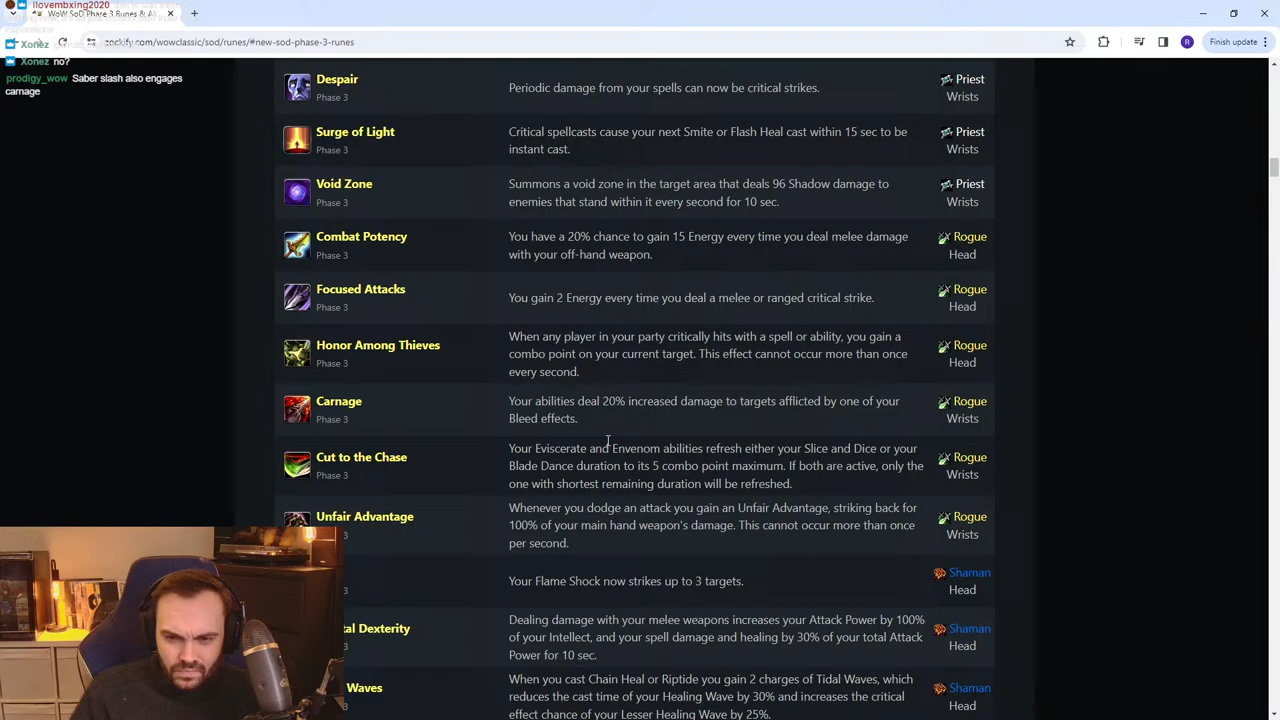 Ilovembxing2020
WoW SoD Phase 3 Runes & Al
zockify.com/wowclassic/sod/runes/#new-sod-phase-3-runes
R
Finish update
Xonez
Xonez no?
prodigy_wow Saber slash also engages
carnage
Despair
Phase 3
Periodic damage from your spells can now be critical strikes.
Priest
Wrists
Surge of Light
Phase 3
Critical spellcasts cause your next Smite or Flash Heal cast within 15 sec to be
instant cast.
Priest
Wrists
Void Zone
Phase 3
Summons a void zone in the target area that deals 96 Shadow damage to
enemies that stand within it every second for 10 sec.
Priest
Wrists
Combat Potency
Phase 3
You have a 20% chance to gain 15 Energy every time you deal melee damage
with your off-hand weapon.
Rogue
Head
Focused Attacks
Phase 3
You gain 2 Energy every time you deal a melee or ranged critical strike.
Rogue
Head
Honor Among Thieves
Phase 3
When any player in your party critically hits with a spell or ability, you gain a
combo point on your current target. This effect cannot occur more than once
every second.
Rogue
Head
Carnage
Phase 3
Your abilities deal 20% increased damage to targets afflicted by one of your
Bleed effects.
Rogue
Wrists
Cut to the Chase
Phase 3
Your Eviscerate and Envenom abilities refresh either your Slice and Dice or your
Blade Dance duration to its 5 combo point maximum. If both are active, only the
one with shortest remaining duration will be refreshed.
Rogue
Wrists
Unfair Advantage
3
Whenever you dodge an attack you gain an Unfair Advantage, striking back for
100% of your main hand weapon's damage. This cannot occur more than once
per second.
Rogue
Wrists
3
Your Flame Shock now strikes up to 3 targets.
Shaman
Head
tal Dexterity
3
Dealing damage with your melee weapons increases your Attack Power by 100%
of your Intellect, and your spell damage and healing by 30% of your total Attack
Power for 10 sec.
Shaman
Head
Waves
3
When you cast Chain Heal or Riptide you gain 2 charges of Tidal Waves, which
reduces the cast time of your Healing Wave by 30% and increases the critical
effect chance of your Lesser Healing Wave by 25%.
Shaman
Head